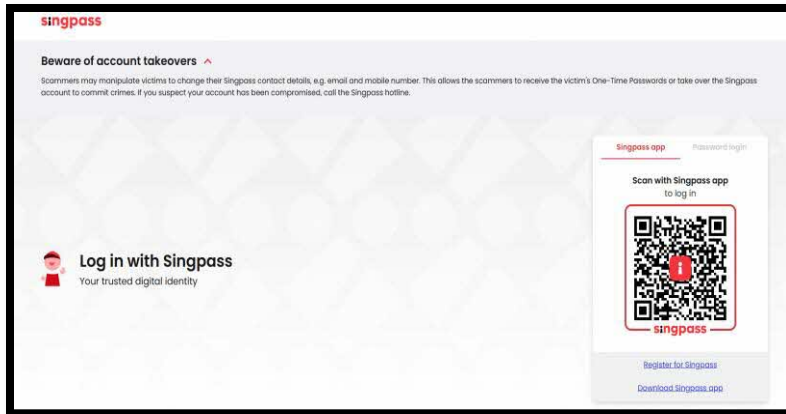 singpass
Beware of account takeovers
Scammers may manipulate victims to change their Singpass contact details, e.g. email and mobile number. This allows the scammers to receive the victim's One-Time Passwords or take over the Singpass
account to commit crimes. If you suspect your account has been compromised, call the Singpass hotline.
Singpass app Password login
Scan with Singpass app
to log in
Log in with Singpass
Your trusted digital identity
singpass
Register for Singpass
Download Singpass app